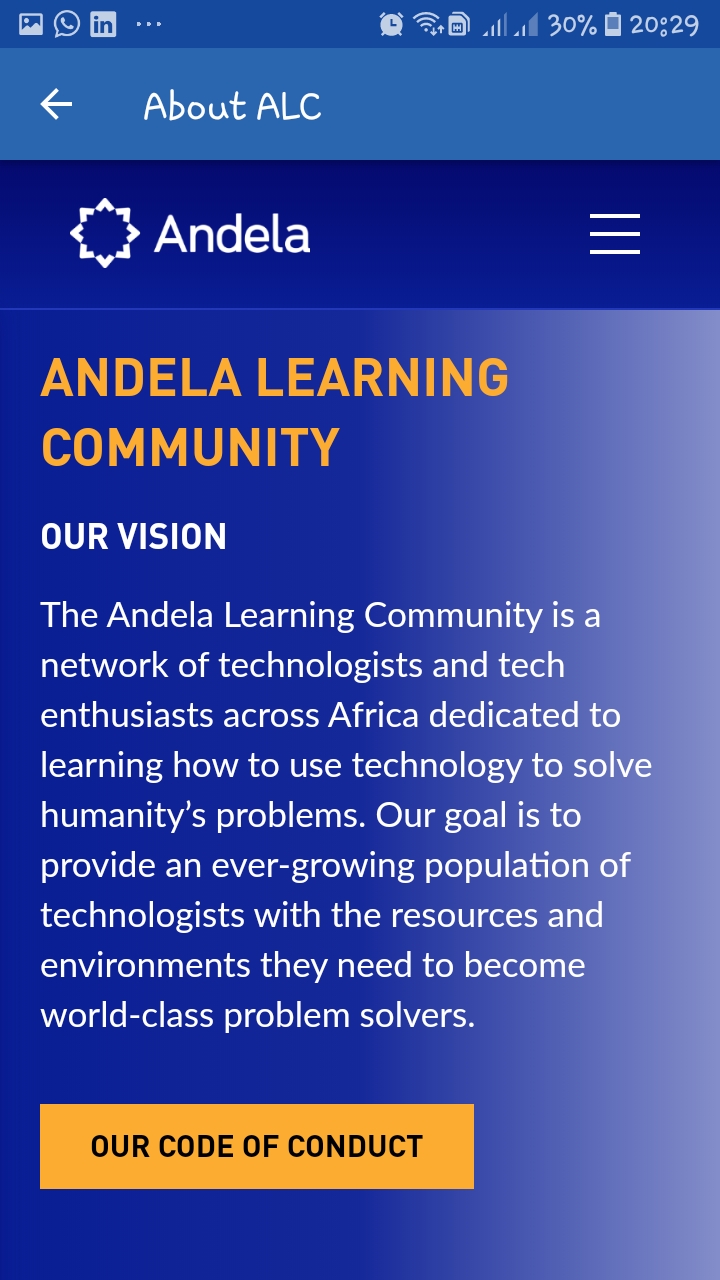 30% 20:29
About ALC
Andela
ANDELA LEARNING
COMMUNITY
OUR VISION
The Andela Learning Community is a
network of technologists and tech
enthusiasts across Africa dedicated to
learning how to use technology to solve
humanity’s problems. Our goal is to
provide an ever-growing population of
technologists with the resources and
environments they need to become
world-class problem solvers.
OUR CODE OF CONDUCT